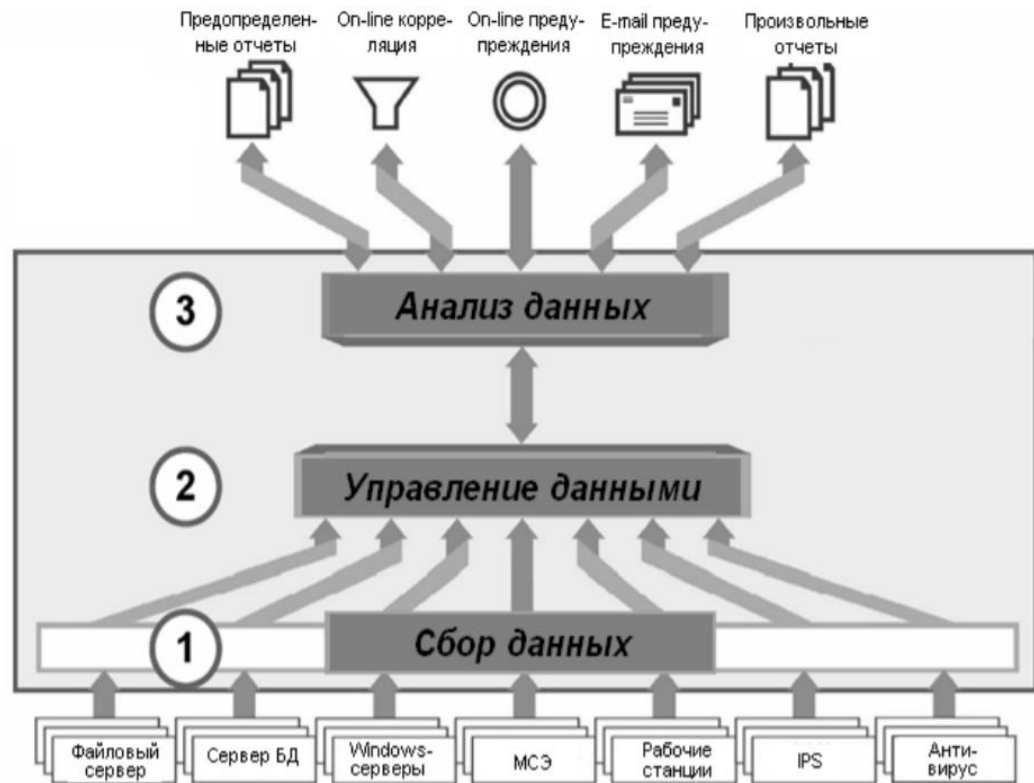 Предопределен-
ные отчеты
On-line корре-
ляция
On-line преду-
преждения
E-mail преду-
преждения
Произвольные
отчеты
3
Анализ данных
2
Управление данными
1
Сбор данных
Файловый
сервер
Сервер БД
Windows-
серверы
МСЭ
Рабочие
станции
IPS
Анти-
вирус